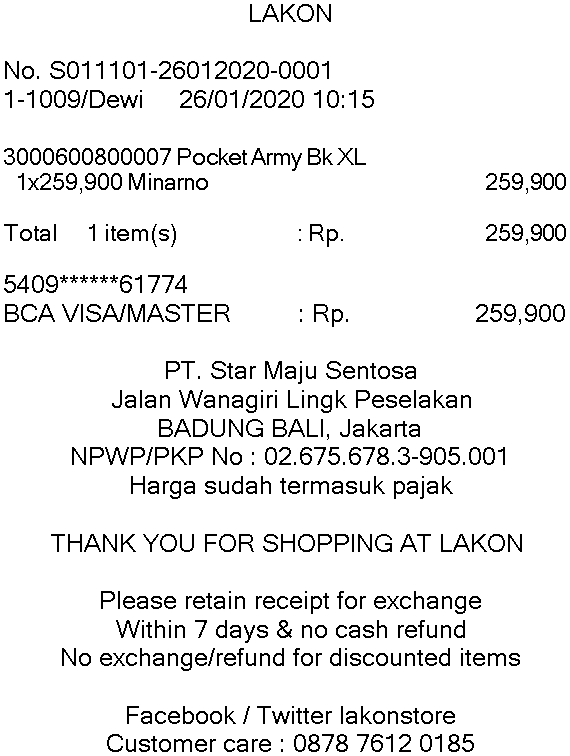 LAKON
No. S011101-26012020-0001
1-1009/Dewi 26/01/2020 10:15
3000600800007 Pocket Army Bk XL
1x259,900 Minarno 259,900
Total 1 item(s) : Rp. 259,900
5409******61774
BCA VISA/MASTER : Rp. 259,900
PT. Star Maju Sentosa
Jalan Wanagiri Lingk Peselakan
BADUNG BALI, Jakarta
NPWP/PKP No : 02.675.678.3-905.001
Harga sudah termasuk pajak
THANK YOU FOR SHOPPING AT LAKON
Please retain receipt for exchange
Within 7 days & no cash refund
No exchange/refund for discounted items
Facebook / Twitter lakonstore
Customer care : 0878 7612 0185